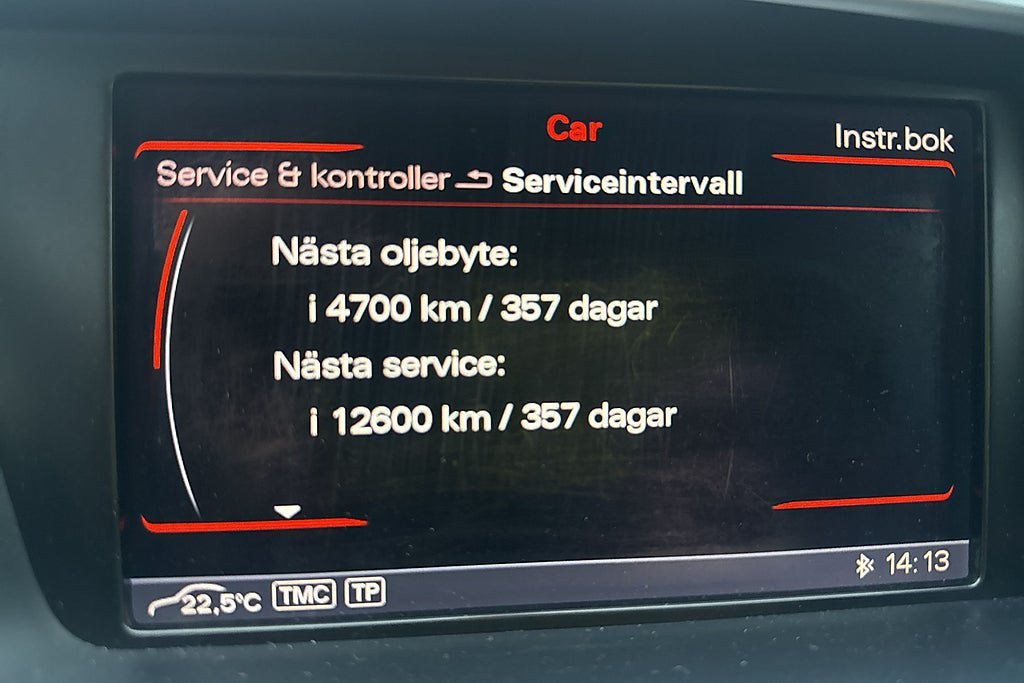 Car
Instr.bok
Service & kontroller Serviceintervall
Nästa oljebyte:
i 4700 km / 357 dagar
Nästa service:
i 12600 km / 357 dagar
22,5°C TMC TP 14:13